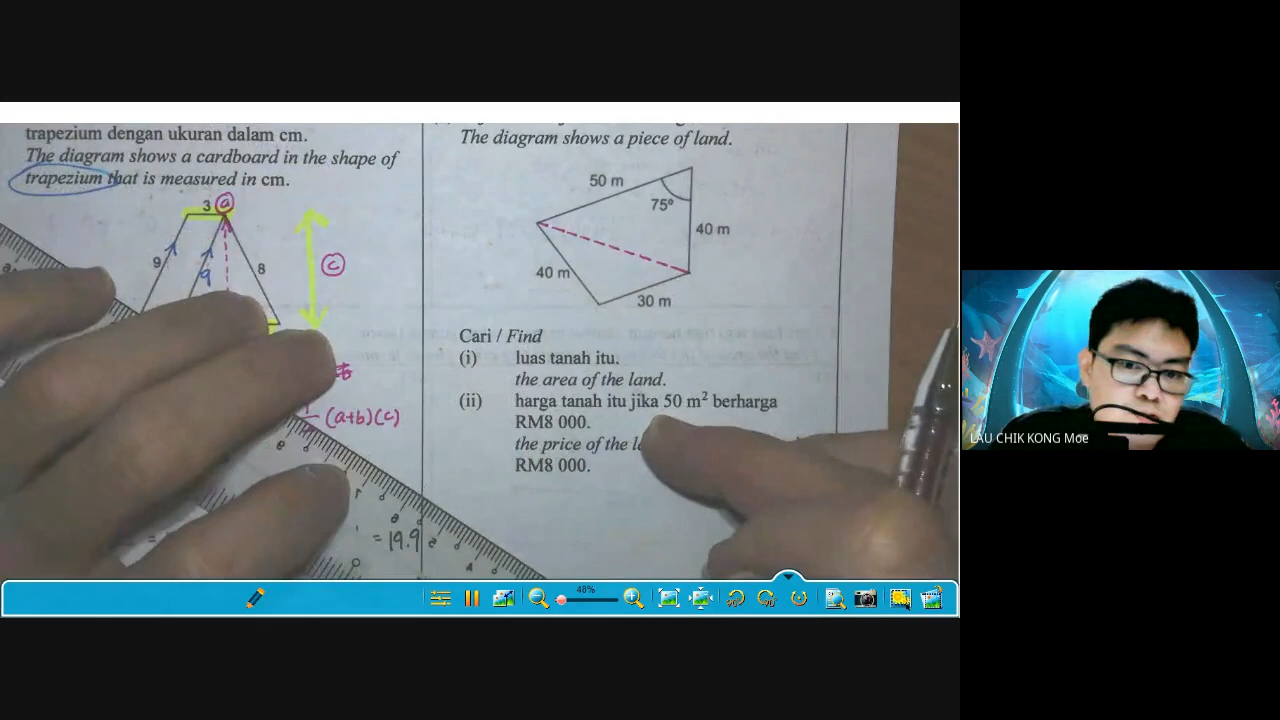 trapezium dengan ukuran dalam cm.
The diagram shows a cardboard in the shape of
trapezium that is measured in cm.
3 a
9
9
8
c
(a+b)(c)
= 19.9
The diagram shows a piece of land.
50 m
75°
40 m
40 m
30 m
Cari / Find
(i) luas tanah itu.
the area of the land.
(ii) harga tanah itu jika 50 m² berharga
RM8 000.
the price of the
RM8 000.
48%
LAU CHIK KONG Moe